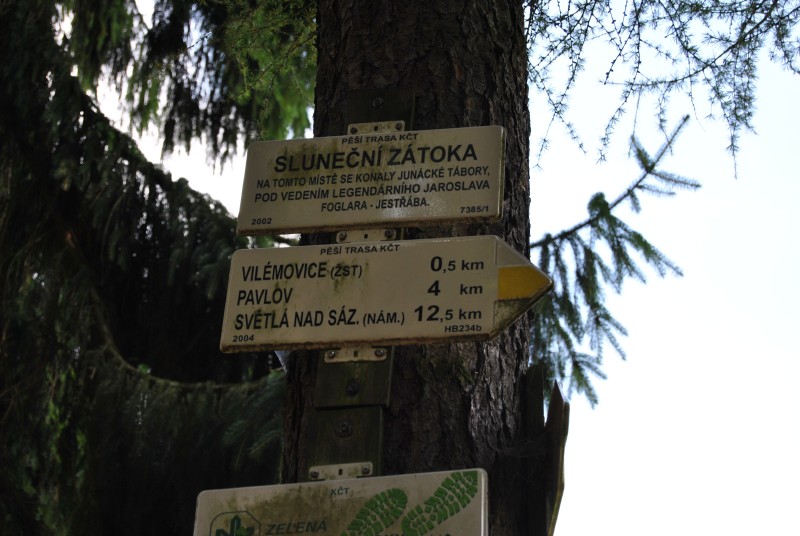 PĚŠÍ TRASA KČT
SLUNEČNÍ ZÁTOKA
NA TOMTO MÍSTĚ SE KONALY JUNÁCKÉ TÁBORY,
POD VEDENÍM LEGENDÁRNÍHO JAROSLAVA
FOGLARA - JESTŘÁBA.
2002 7385/1
PĚŠÍ TRASA KČT
VILÉMOVICE (ŽST) 0,5 km
PAVLOV 4 km
SVĚTLÁ NAD SÁZ. (NÁM.) 12,5 km
2004 HB234b
KČT
ZELENÁ